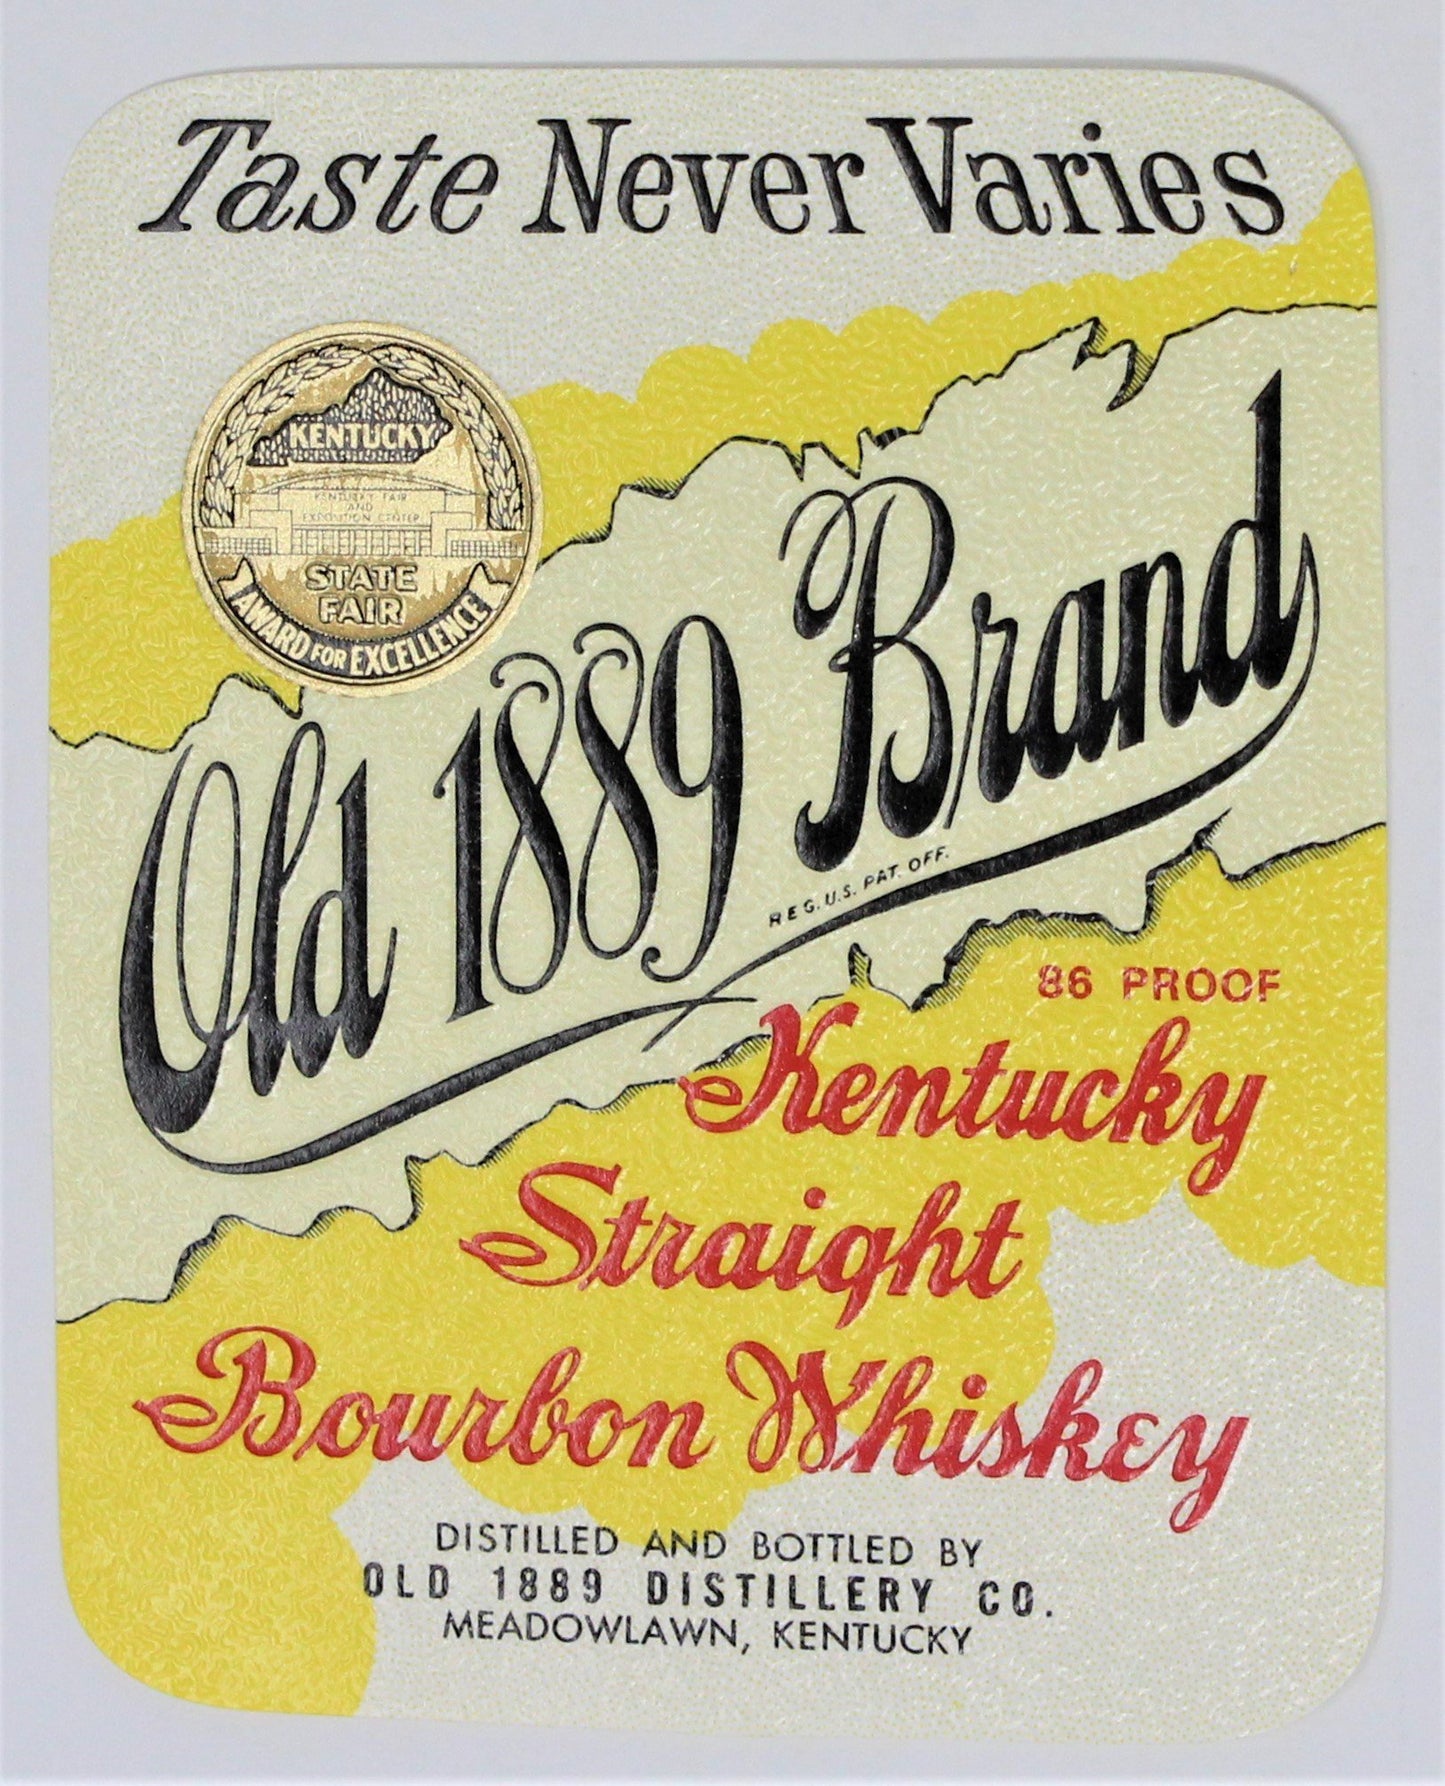 Taste Never Varies
KENTUCKY
KENTUCKY FAIR
AND
EXPOSITION CENTER
STATE
FAIR
AWARD FOR EXCELLENCE
Old 1889 Brand
REG. U.S. PAT. OFF.
86 PROOF
Kentucky
Straight
Bourbon Whiskey
DISTILLED AND BOTTLED BY
OLD 1889 DISTILLERY CO.
MEADOWLAWN, KENTUCKY